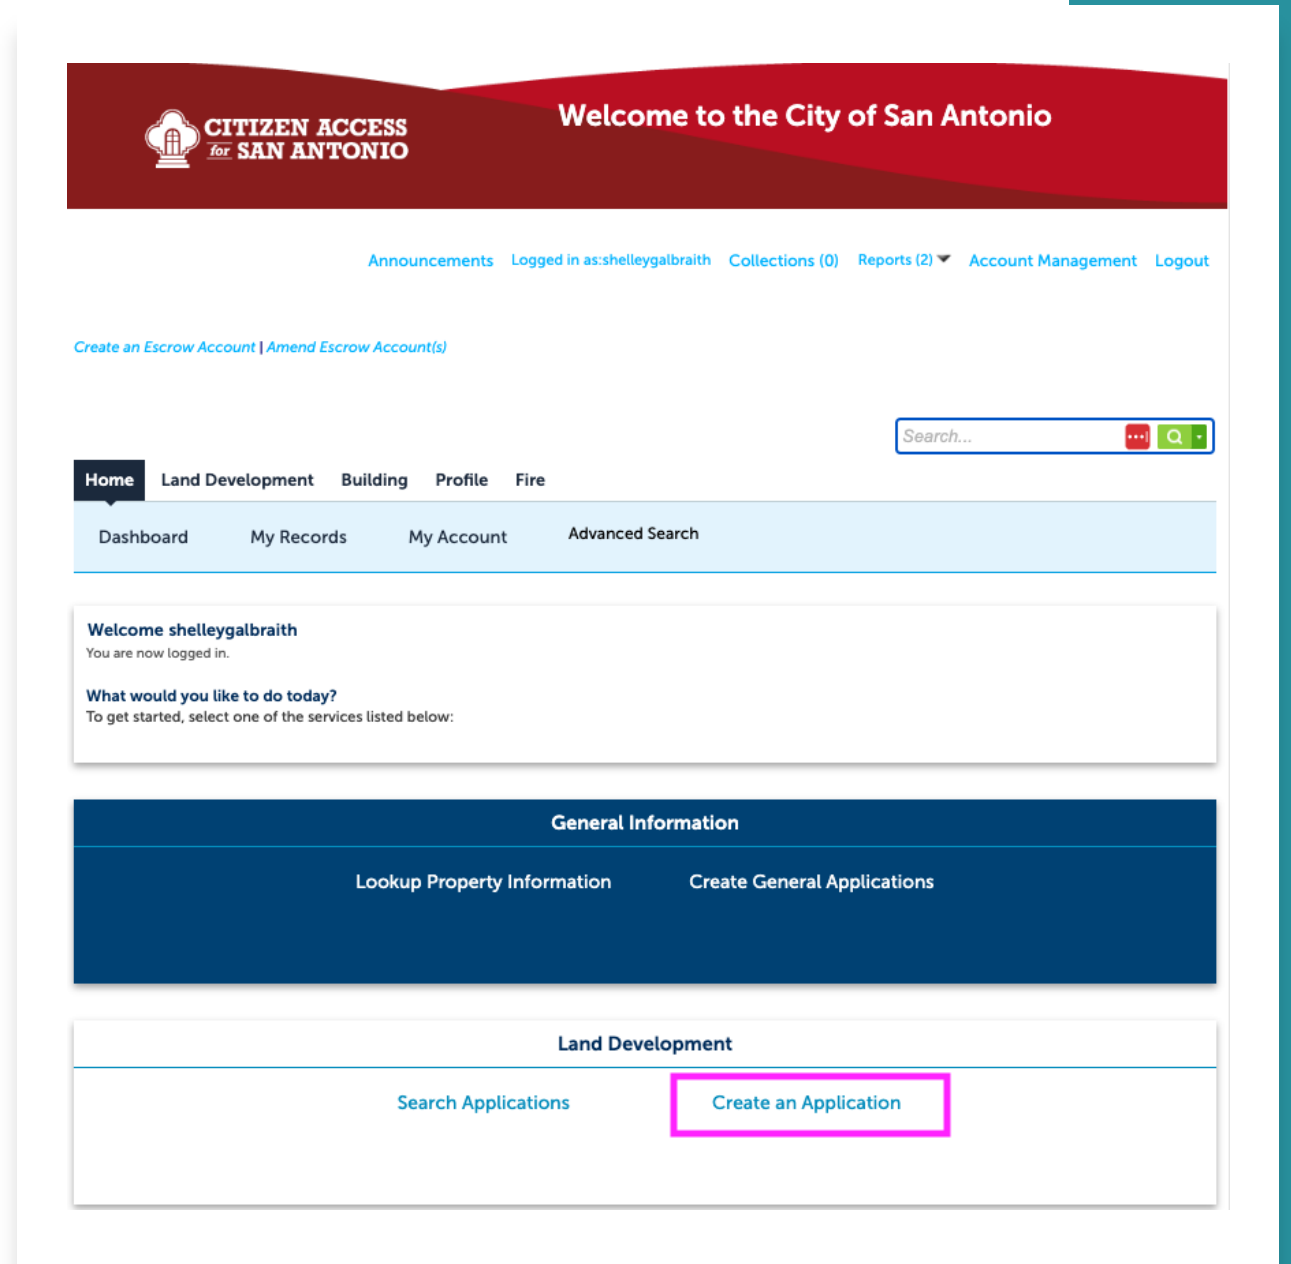 CITIZEN ACCESS
for SAN ANTONIO
Welcome to the City of San Antonio
Announcements Logged in as:shelleygalbraith Collections (0) Reports (2) Account Management Logout
Create an Escrow Account | Amend Escrow Account(s)
Search...
Home Land Development Building Profile Fire
Dashboard My Records My Account Advanced Search
Welcome shelleygalbraith
You are now logged in.
What would you like to do today?
To get started, select one of the services listed below:
General Information
Lookup Property Information Create General Applications
Land Development
Search Applications Create an Application